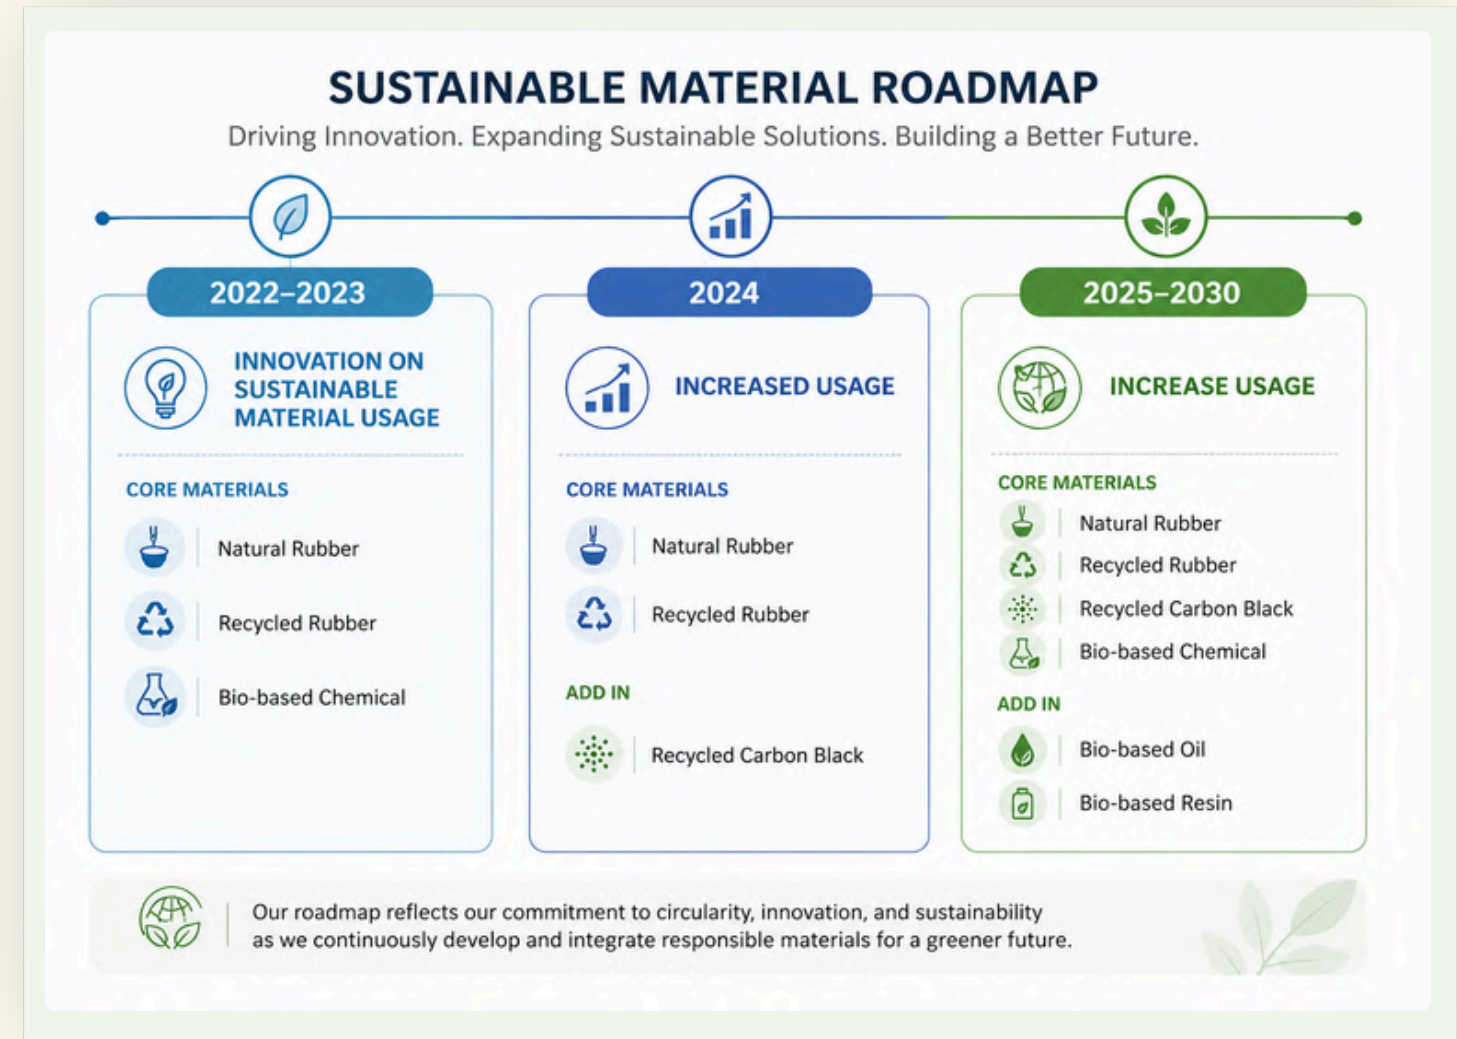 SUSTAINABLE MATERIAL ROADMAP
Driving Innovation. Expanding Sustainable Solutions. Building a Better Future.
2022–2023
INNOVATION ON
SUSTAINABLE
MATERIAL USAGE
CORE MATERIALS
Natural Rubber
Recycled Rubber
Bio-based Chemical
2024
INCREASED USAGE
CORE MATERIALS
Natural Rubber
Recycled Rubber
ADD IN
Recycled Carbon Black
2025–2030
INCREASE USAGE
CORE MATERIALS
Natural Rubber
Recycled Rubber
Recycled Carbon Black
Bio-based Chemical
ADD IN
Bio-based Oil
Bio-based Resin
Our roadmap reflects our commitment to circularity, innovation, and sustainability
as we continuously develop and integrate responsible materials for a greener future.